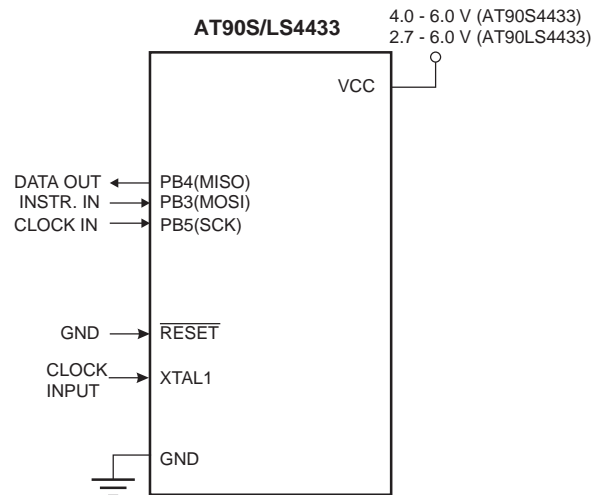 4.0 - 6.0 V (AT90S4433)
AT90S/LS4433
2.7 - 6.0 V (AT90LS4433)
VCC
DATA OUT
PB4(MISO)
INSTR. IN
PB3(MOSI)
CLOCK IN
PB5(SCK)
GND
RESET
CLOCK
INPUT
XTAL1
GND